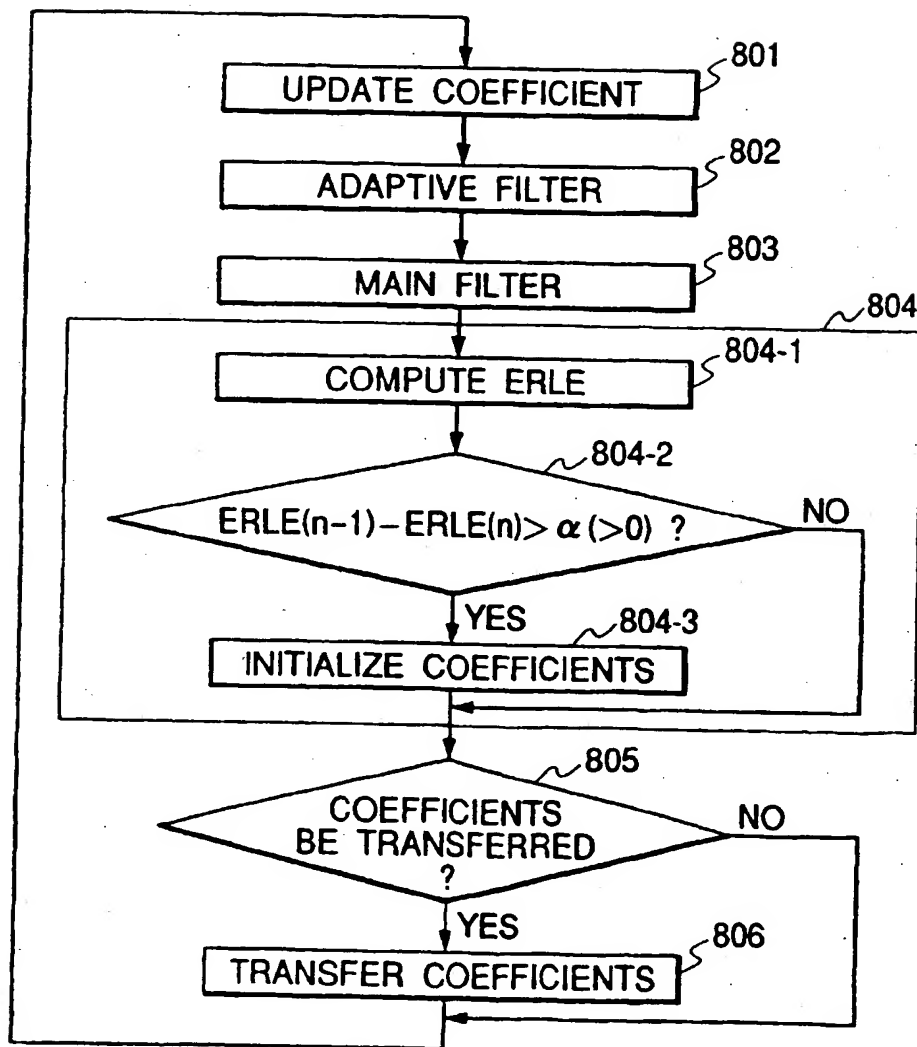 801
UPDATE COEFFICIENT
802
ADAPTIVE FILTER
803
MAIN FILTER
804
804-1
COMPUTE ERLE
804-2
ERLE(n-1)-ERLE(n)> α (>0) ?
NO
YES
804-3
INITIALIZE COEFFICIENTS
805
COEFFICIENTS
BE TRANSFERRED
?
NO
YES
806
TRANSFER COEFFICIENTS